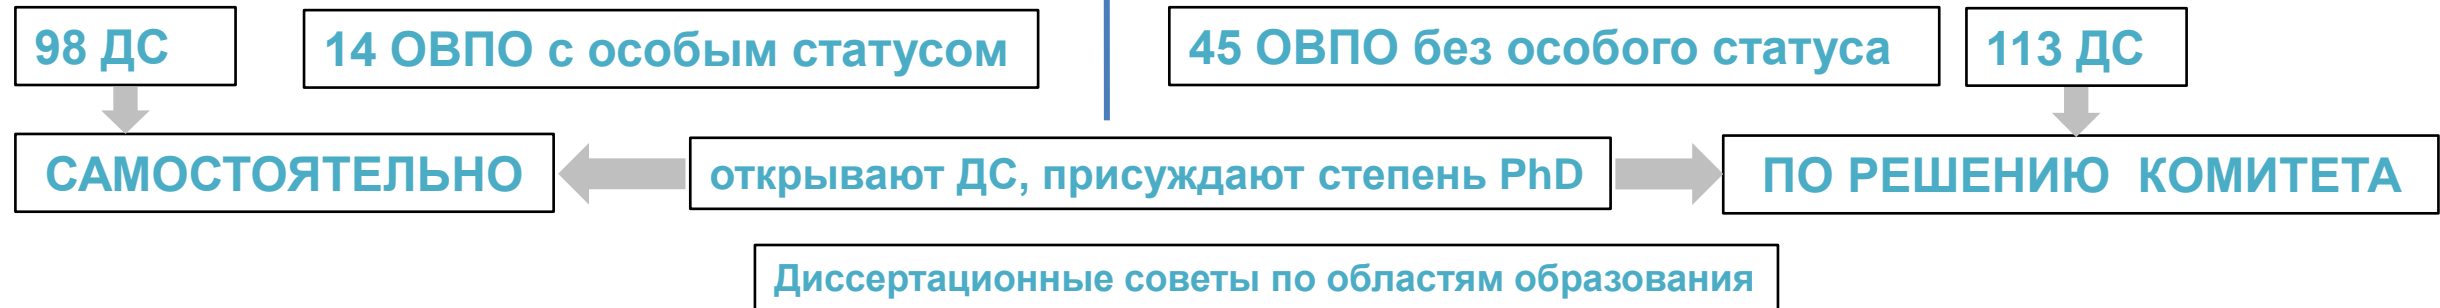 98 ДС
14 ОВПО с особым статусом
45 ОВПО без особого статуса
113 ДС
САМОСТОЯТЕЛЬНО
открывают ДС, присуждают степень PhD
ПО РЕШЕНИЮ КОМИТЕТА
Диссертационные советы по областям образования